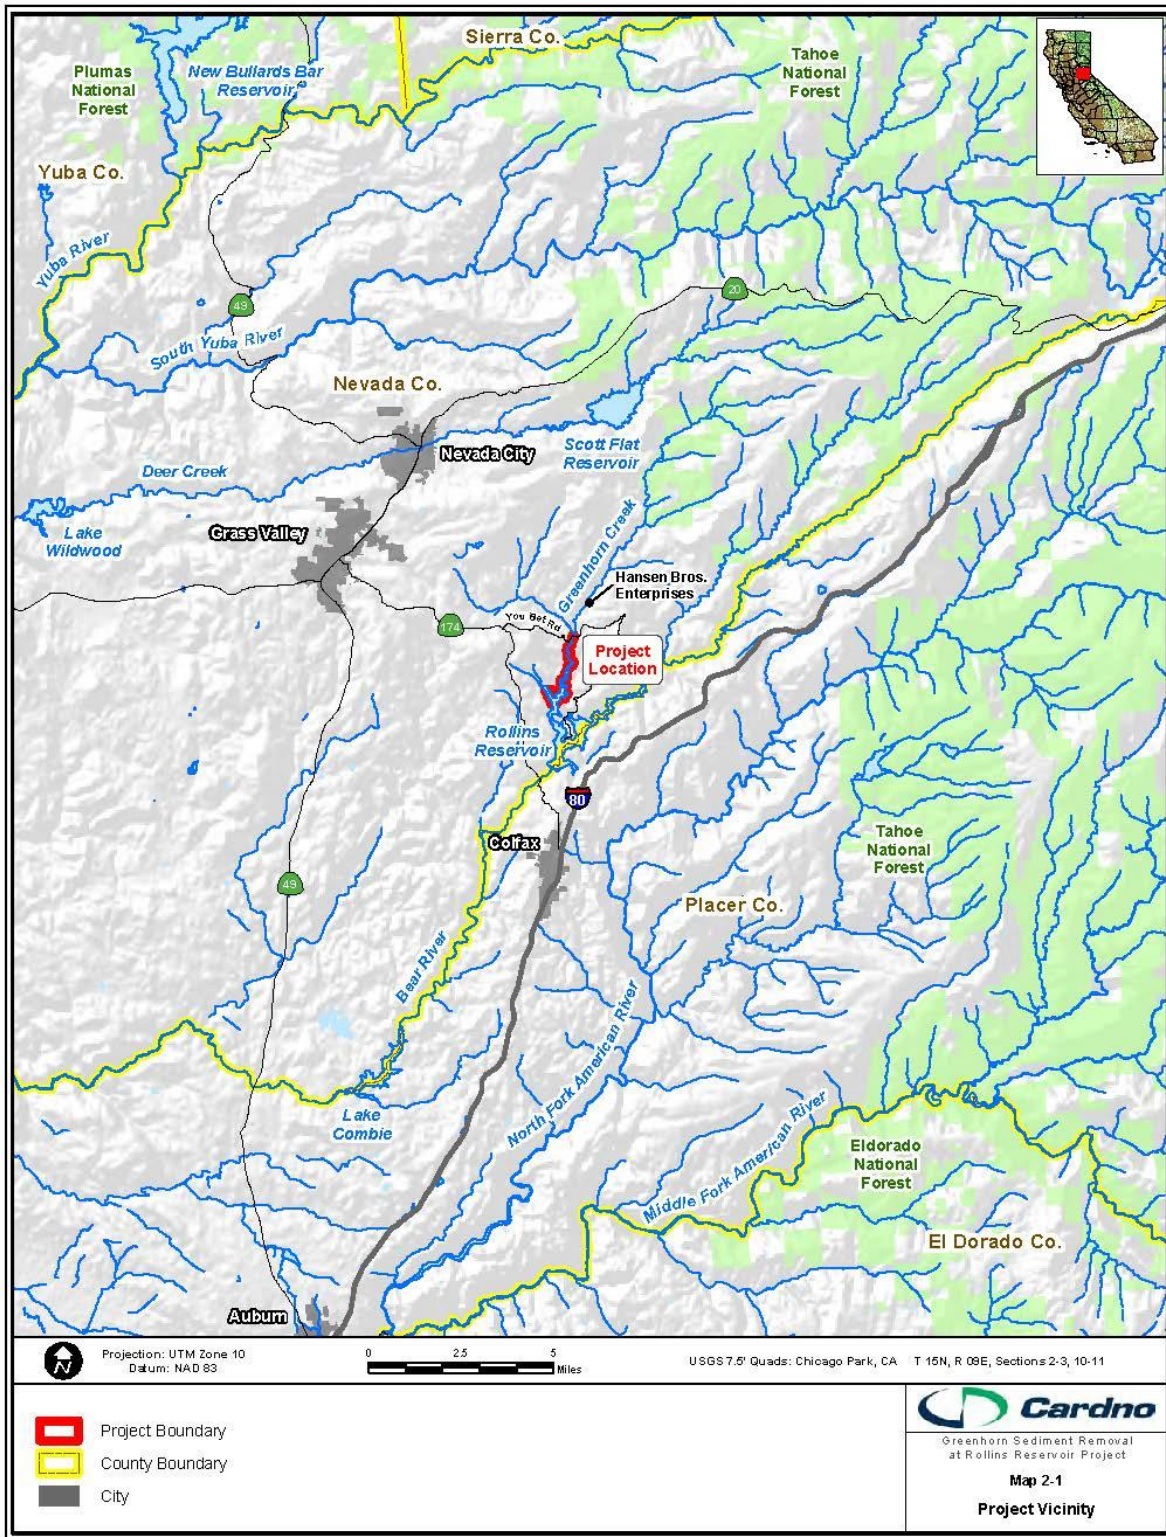 Sierra Co.
Plumas
National
Forest
New Bullards Bar
Reservoir
Tahoe
National
Forest
Yuba Co.
Yuba River
49
20
South Yuba River
Nevada Co.
Nevada City
Scott Flat
Reservoir
Deer Creek
Lake
Wildwood
Grass Valley
Greenhorn Creek
Hansen Bros.
Enterprises
You Bet Rd
174
Project
Location
Rollins
Reservoir
80
Colfax
Tahoe
National
Forest
49
Placer Co.
Bear River
North Fork American River
Lake
Combie
Middle Fork American River
Eldorado
National
Forest
El Dorado Co.
Auburn
N
Projection: UTM Zone 10
Datum: NAD 83
0 2.5 5
Miles
USGS 7.5' Quads: Chicago Park, CA T 15N, R 09E, Sections 2-3, 10-11
Project Boundary
County Boundary
City
Cardno
Greenhorn Sediment Removal
at Rollins Reservoir Project
Map 2-1
Project Vicinity